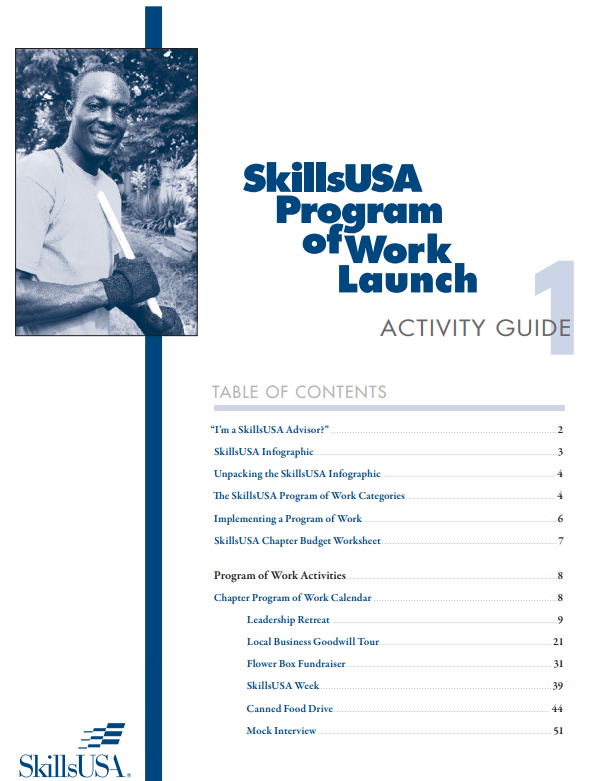 SkillsUSA
Program
of Work
Launch
1
ACTIVITY GUIDE
TABLE OF CONTENTS
“I’m a SkillsUSA Advisor?” 2
SkillsUSA Infographic 3
Unpacking the SkillsUSA Infographic 4
The SkillsUSA Program of Work Categories 4
Implementing a Program of Work 6
SkillsUSA Chapter Budget Worksheet 7
Program of Work Activities 8
Chapter Program of Work Calendar 8
Leadership Retreat 9
Local Business Goodwill Tour 21
Flower Box Fundraiser 31
SkillsUSA Week 39
Canned Food Drive 44
Mock Interview 51
SkillsUSA®